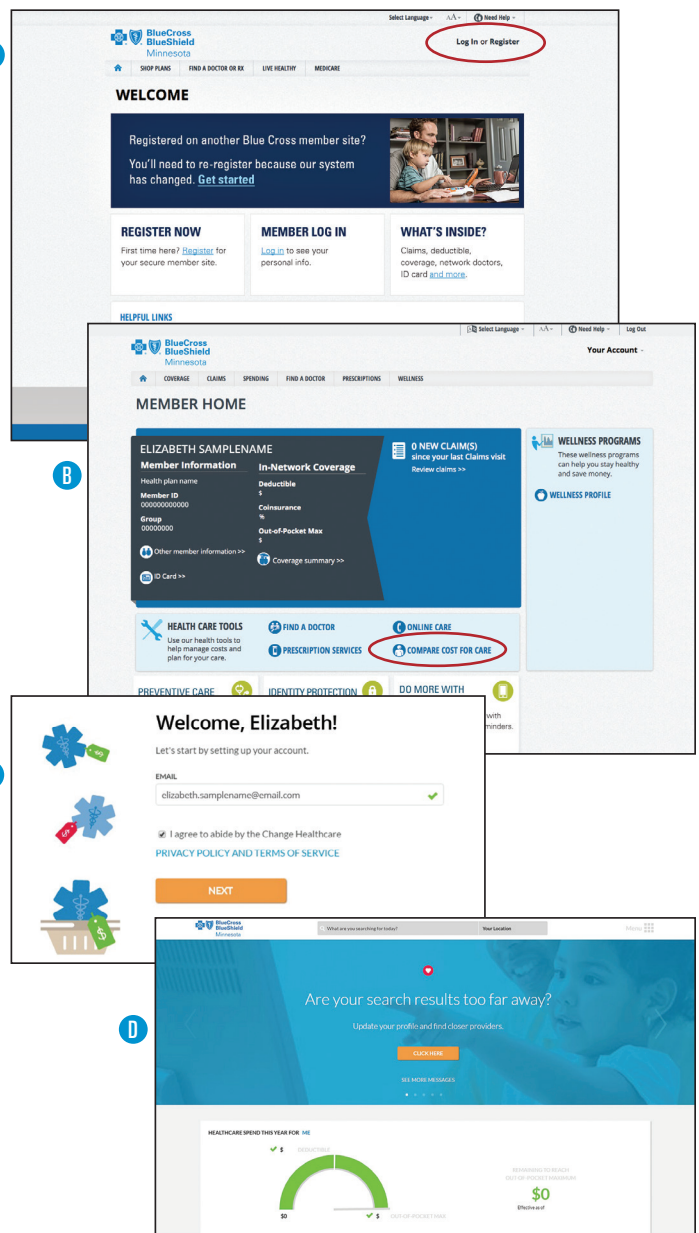 Select Language
AA
Need Help
BlueCross
BlueShield
Minnesota
Log In or Register
SHOP PLANS FIND A DOCTOR OR RX LIVE HEALTHY MEDICARE
WELCOME
Registered on another Blue Cross member site?
You'll need to re-register because our system
has changed. Get started
REGISTER NOW
First time here? Register for
your secure member site.
MEMBER LOG IN
Log in to see your
personal info.
WHAT'S INSIDE?
Claims, deductible,
coverage, network doctors,
ID card and more.
HELPFUL LINKS
B
Select Language
AA
Need Help
Log Out
BlueCross
BlueShield
Minnesota
Your Account
COVERAGE CLAIMS SPENDING FIND A DOCTOR PRESCRIPTIONS WELLNESS
MEMBER HOME
ELIZABETH SAMPLENAME
Member Information
Health plan name
Member ID
000000000000
Group
00000000
Other member information >>
ID Card >>
In-Network Coverage
Deductible
$
Coinsurance
%
Out-of-Pocket Max
$
Coverage summary >>
0 NEW CLAIM(S)
since your last Claims visit
Review claims >>
WELLNESS PROGRAMS
These wellness programs
can help you stay healthy
and save money.
WELLNESS PROFILE
HEALTH CARE TOOLS
Use our health tools to
help manage costs and
plan for your care.
FIND A DOCTOR
PRESCRIPTION SERVICES
ONLINE CARE
COMPARE COST FOR CARE
PREVENTIVE CARE
IDENTITY PROTECTION
DO MORE WITH
with
minders.
Welcome, Elizabeth!
Let's start by setting up your account.
EMAIL
elizabeth.samplename@email.com
I agree to abide by the Change Healthcare
PRIVACY POLICY AND TERMS OF SERVICE
NEXT
$
$
$
D
BlueCross
BlueShield
Minnesota
What are you searching for today?
Your Location
Menu
Are your search results too far away?
Update your profile and find closer providers.
CLICK HERE
SEE MORE MESSAGES
HEALTHCARE SPEND THIS YEAR FOR ME
$ DEDUCTIBLE
$0
$ OUT-OF-POCKET MAX
REMAINING TO REACH
OUT-OF-POCKET MAXIMUM
$0
Effective as of